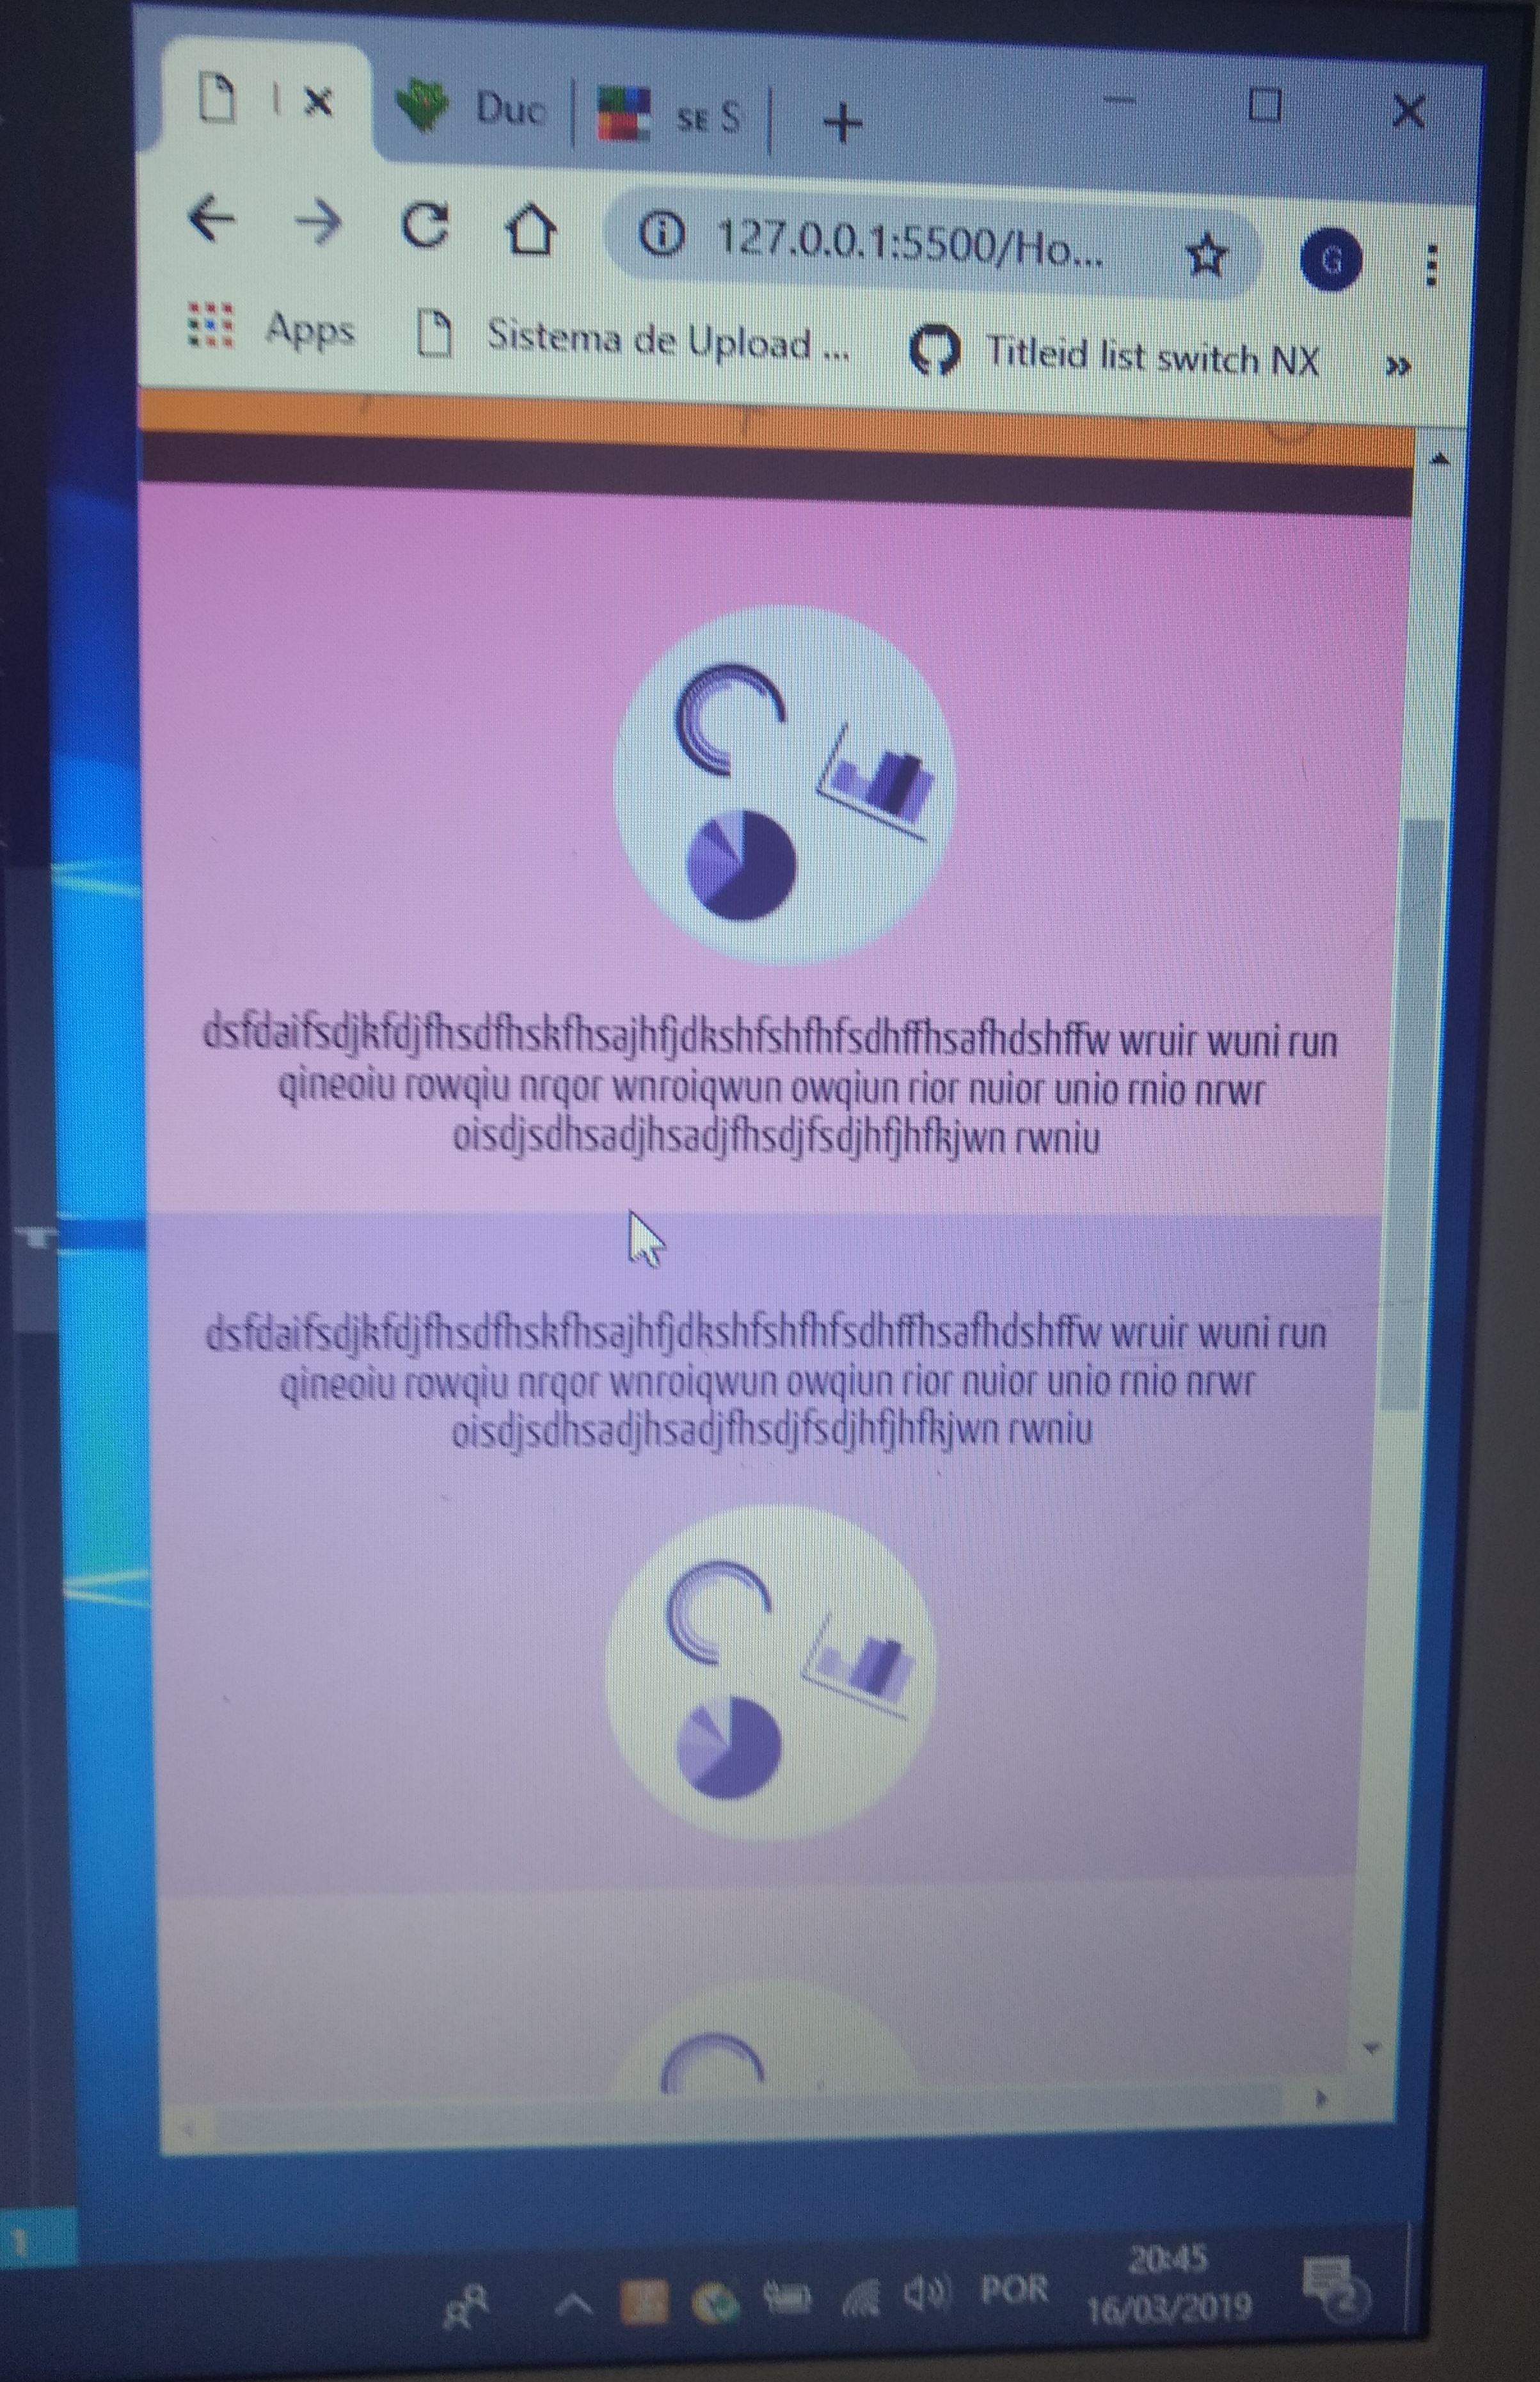 Duc
SE S
127.0.0.1:5500/Ho...
G
Apps
Sistema de Upload ...
Titleid list switch NX
»
dsfdaifsdjkfdjfhsdfhskfhsajhfjdkshfshfhfsdhffhsafhdshffw wruir wuni run
qineoiu rowqiu nrqor wnroiqwun owqiun rior nuior unio rnio nrwr
oisdjsdhsadjhsadjfhsdjfsdjhfjhfkjwn rwniu
dsfdaifsdjkfdjfhsdfhskfhsajhfjdkshfshfhfsdhffhsafhdshffw wruir wuni run
qineoiu rowqiu nrqor wnroiqwun owqiun rior nuior unio rnio nrwr
oisdjsdhsadjhsadjfhsdjfsdjhfjhfkjwn rwniu
1
POR
20:45
16/03/2019
2